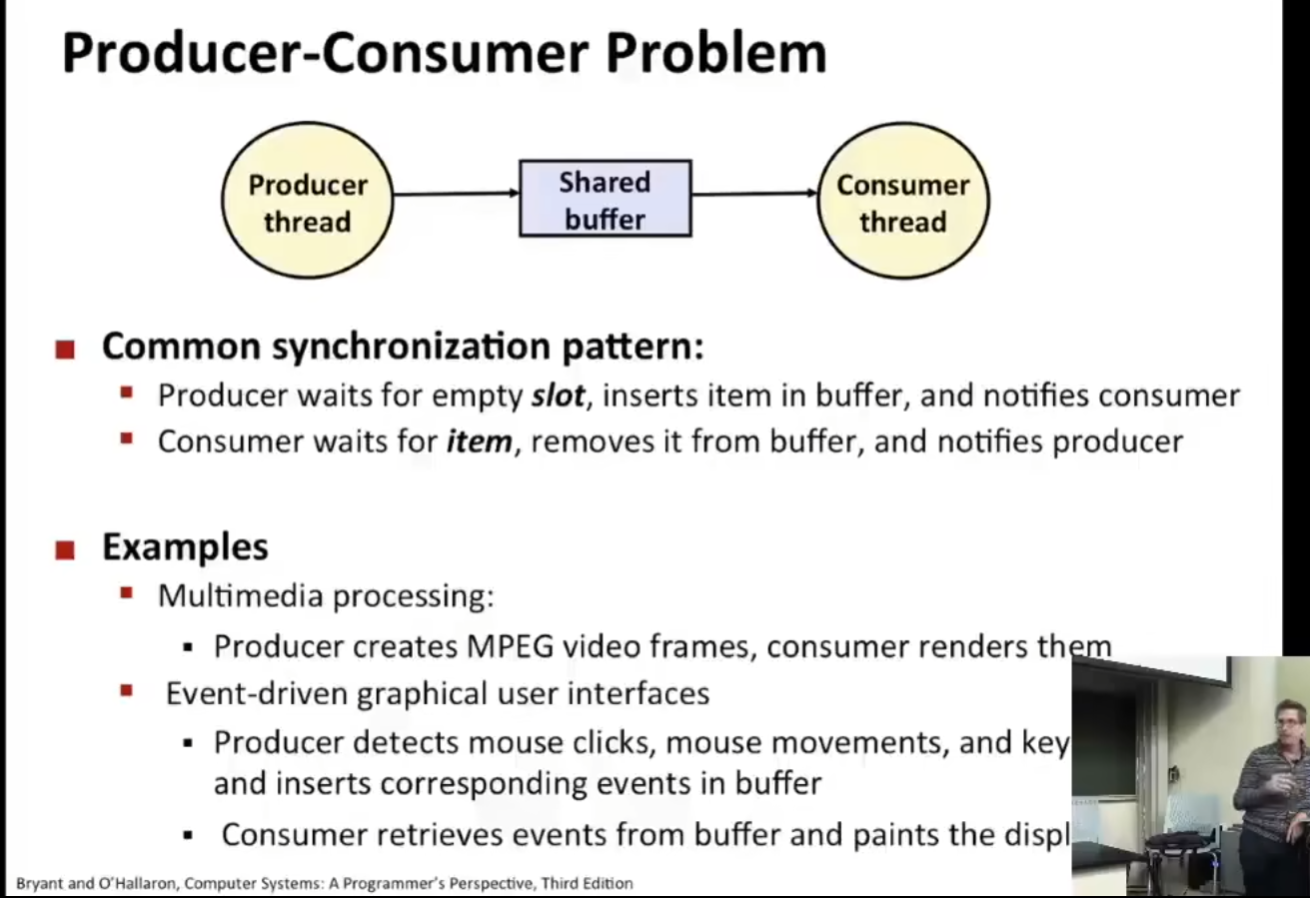 Producer-Consumer Problem
Producer
thread
Shared
buffer
Consumer
thread
Common synchronization pattern:
Producer waits for empty slot, inserts item in buffer, and notifies consumer
Consumer waits for item, removes it from buffer, and notifies producer
Examples
Multimedia processing:
Producer creates MPEG video frames, consumer renders them
Event-driven graphical user interfaces
Producer detects mouse clicks, mouse movements, and key
and inserts corresponding events in buffer
Consumer retrieves events from buffer and paints the displ
Bryant and O'Hallaron, Computer Systems: A Programmer's Perspective, Third Edition